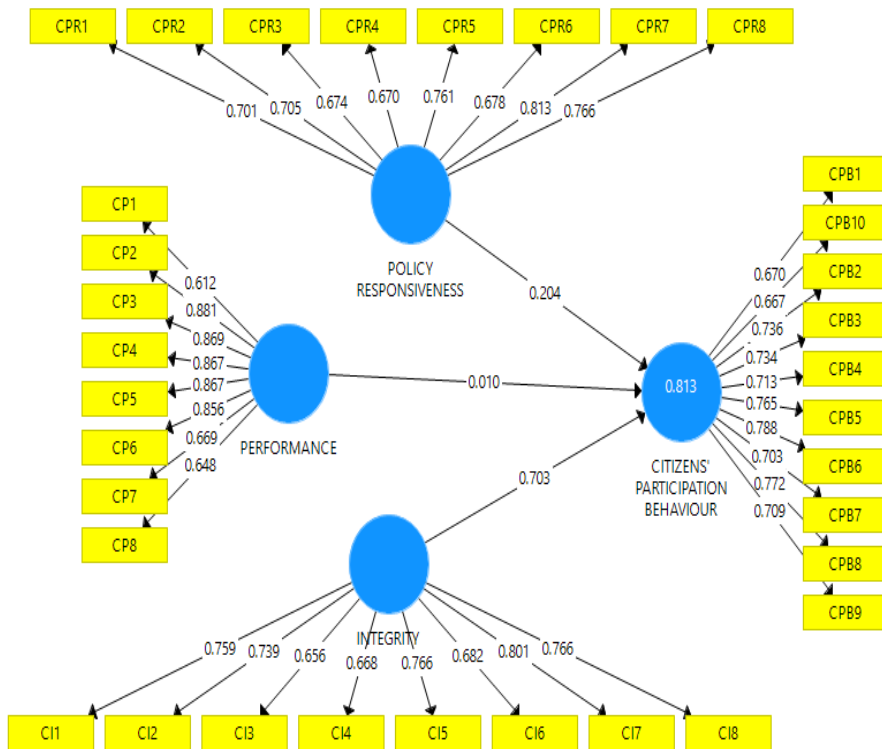 CPR1 CPR2 CPR3 CPR4 CPR5 CPR6 CPR7 CPR8
0.701 0.705 0.674 0.670 0.761 0.678 0.813 0.766
POLICY
RESPONSIVENESS
CP1
CP2
CP3
CP4
CP5
CP6
CP7
CP8
0.612
0.881
0.869
0.867
0.867
0.856
0.669
0.648
PERFORMANCE
0.204
0.010
0.703
0.813
CITIZENS'
PARTICIPATION
BEHAVIOUR
0.670
0.667
0.736
0.734
0.713
0.765
0.788
0.703
0.772
0.709
CPB1
CPB10
CPB2
CPB3
CPB4
CPB5
CPB6
CPB7
CPB8
CPB9
INTEGRITY
0.759 0.739 0.656 0.668 0.766 0.682 0.801 0.766
CI1 CI2 CI3 CI4 CI5 CI6 CI7 CI8